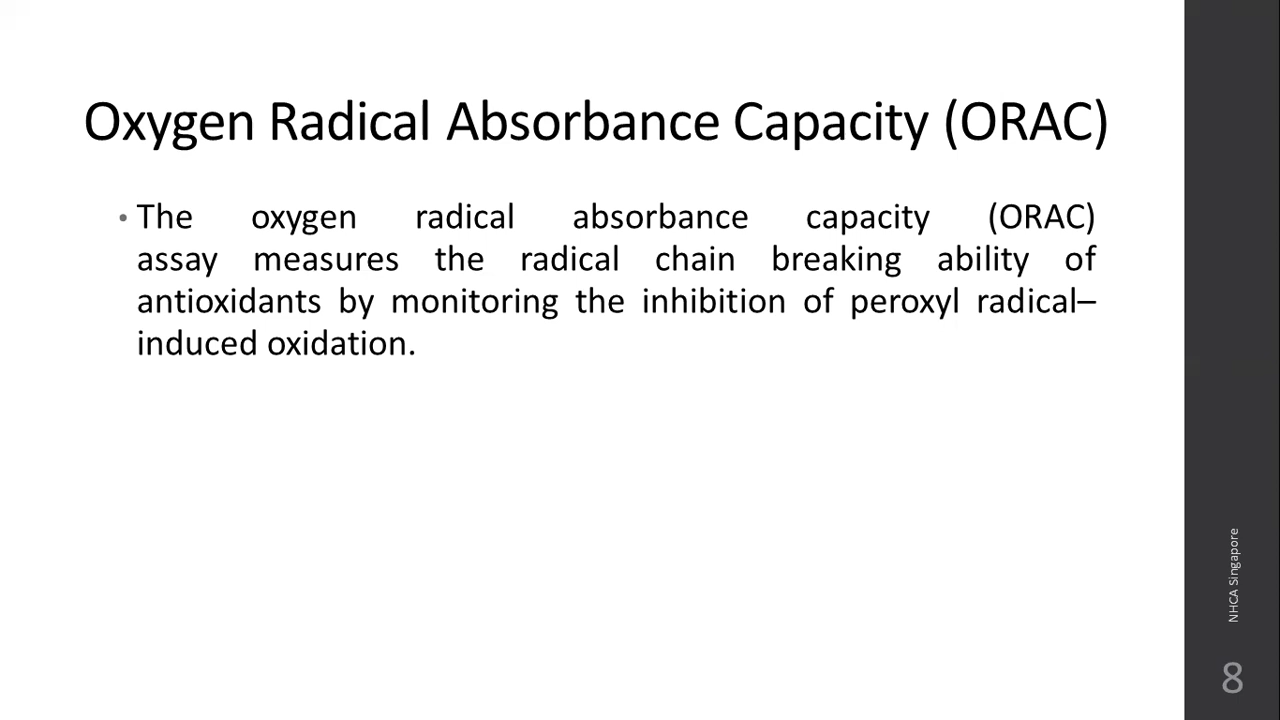 Oxygen Radical Absorbance Capacity (ORAC)
• The oxygen radical absorbance capacity (ORAC)
assay measures the radical chain breaking ability of
antioxidants by monitoring the inhibition of peroxyl radical–
induced oxidation.
NHCA Singapore
8